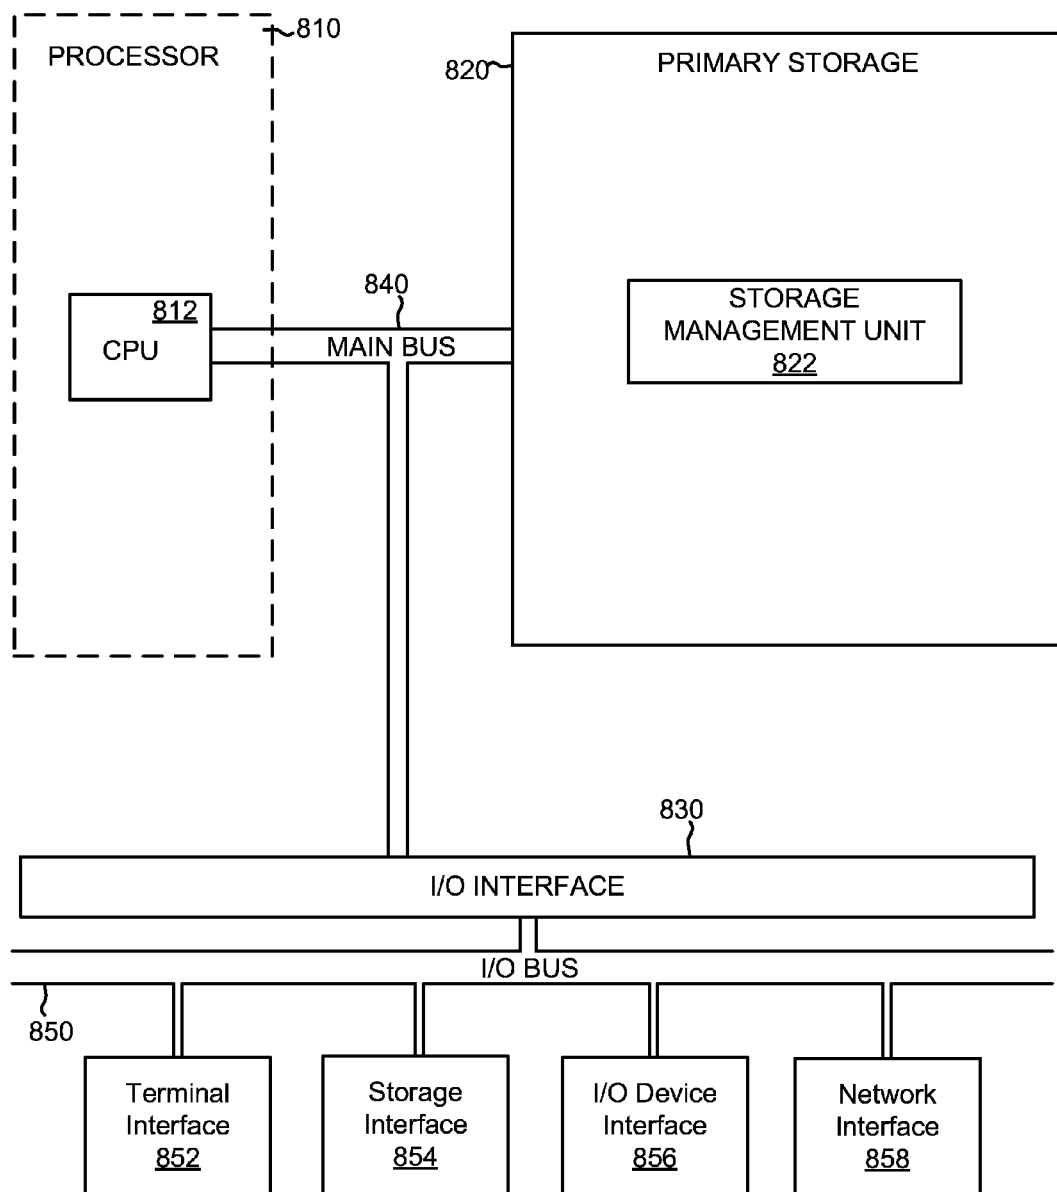 810
PROCESSOR
820
PRIMARY STORAGE
840
812
CPU
MAIN BUS
STORAGE
MANAGEMENT UNIT
822
830
I/O INTERFACE
I/O BUS
850
Terminal
Interface
852
Storage
Interface
854
I/O Device
Interface
856
Network
Interface
858